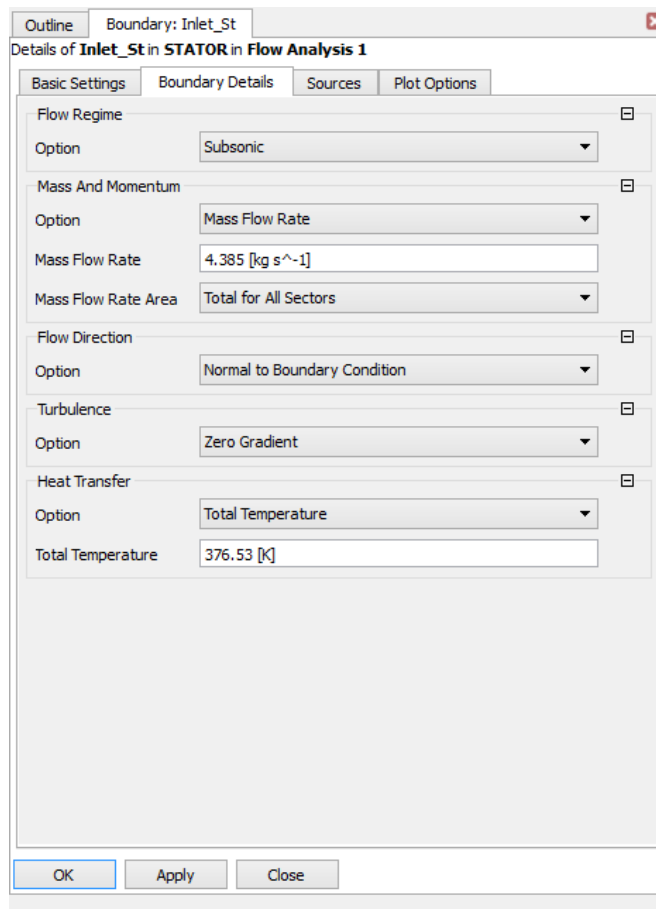 Outline Boundary: Inlet_St
Details of Inlet_St in STATOR in Flow Analysis 1
Basic Settings Boundary Details Sources Plot Options
Flow Regime
Option Subsonic
Mass And Momentum
Option Mass Flow Rate
Mass Flow Rate 4.385 [kg s^-1]
Mass Flow Rate Area Total for All Sectors
Flow Direction
Option Normal to Boundary Condition
Turbulence
Option Zero Gradient
Heat Transfer
Option Total Temperature
Total Temperature 376.53 [K]
OK Apply Close